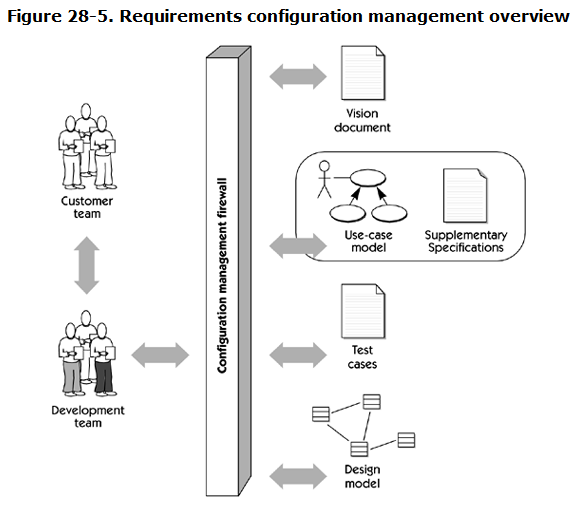 Figure 28-5. Requirements configuration management overview
Vision
document
Customer
team
Configuration management firewall
Use-case
model
Supplementary
Specifications
Test
cases
Development
team
Design
model